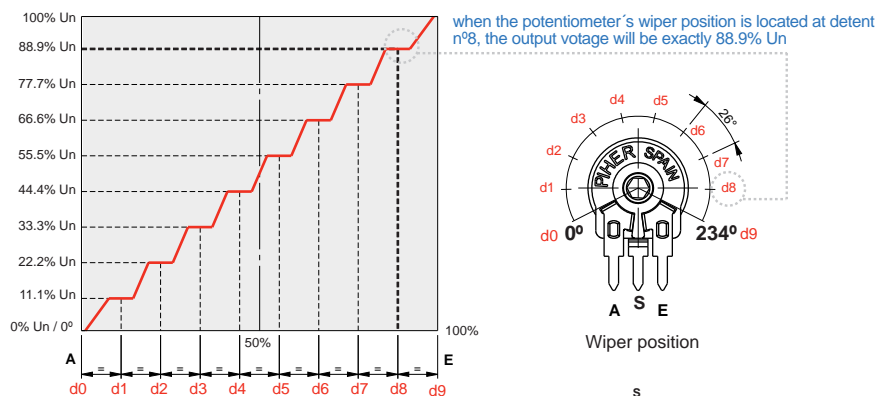 100% Un
88.9% Un
77.7% Un
66.6% Un
55.5% Un
44.4% Un
33.3% Un
22.2% Un
11.1% Un
0% Un / 0º
50%
100%
A
E
= = = = = = = = =
d0 d1 d2 d3 d4 d5 d6 d7 d8 d9
when the potentiometer´s wiper position is located at detent
nº8, the output votage will be exactly 88.9% Un
d4 d5
d3 d6
26°
d2 d7
d1 d8
PIHER SPAIN
d0 0º 234º d9
A S E
Wiper position
S